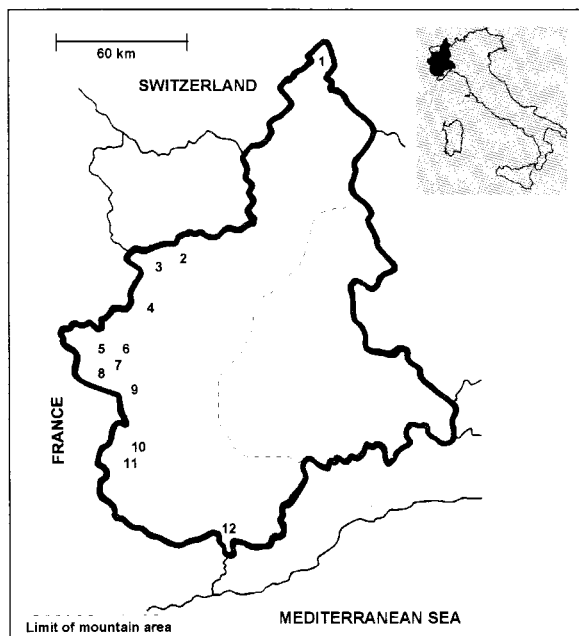 60 km
SWITZERLAND
1
2
3
4
5 6
7
8
9
FRANCE
10
11
12
MEDITERRANEAN SEA
Limit of mountain area